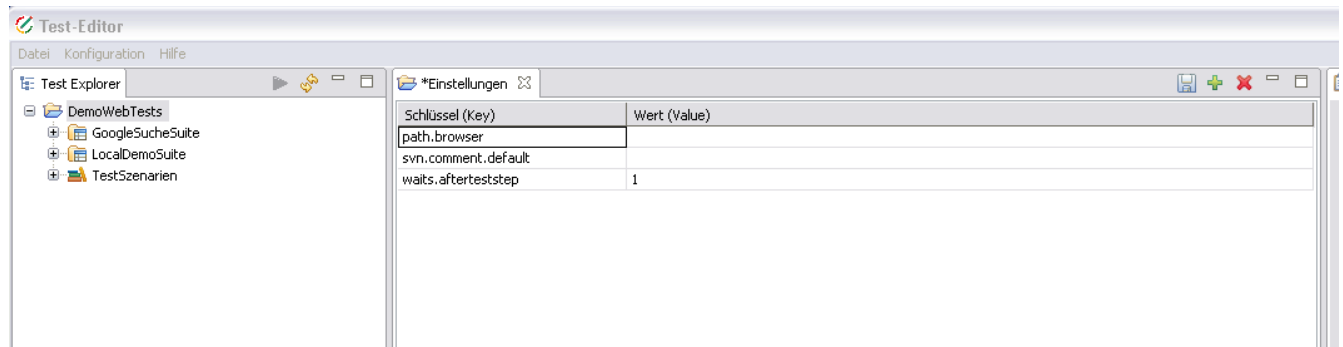 Test-Editor
Datei Konfiguration Hilfe
Test Explorer
DemoWebTests
GoogleSucheSuite
LocalDemoSuite
TestSzenarien
*Einstellungen
Schlüssel (Key) Wert (Value)
path.browser
svn.comment.default
waits.afterteststep 1